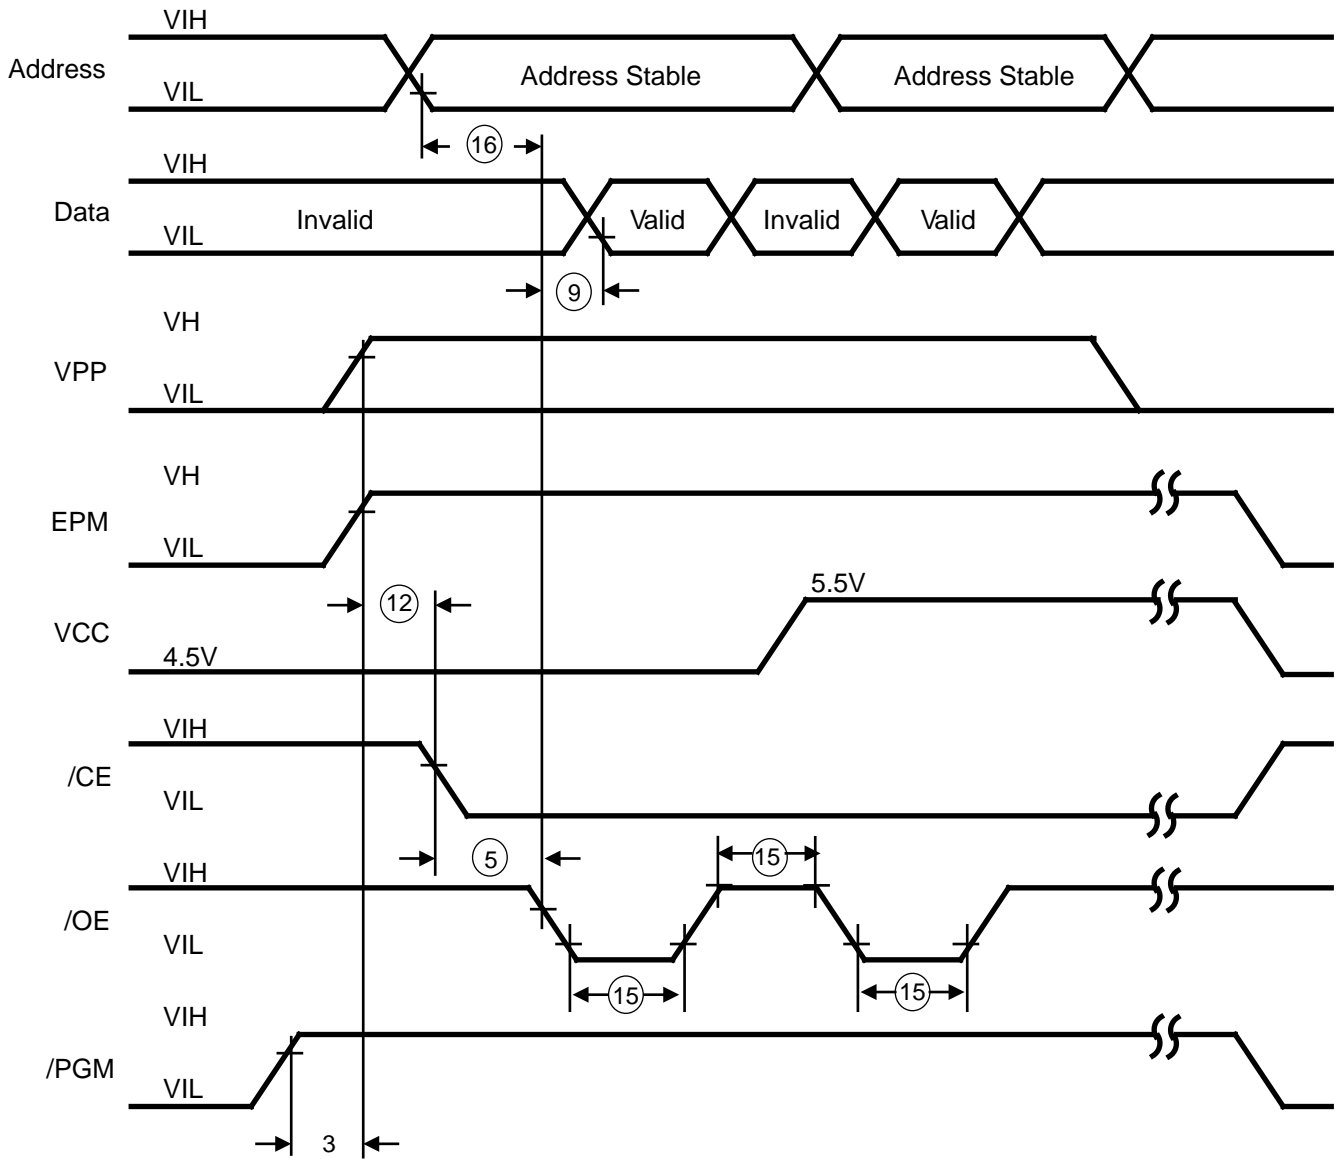 VIH
Address
VIL
Address Stable
Address Stable
16
VIH
Data
VIL
Invalid
Valid
Invalid
Valid
9
VH
VPP
VIL
VH
EPM
VIL
12
5.5V
VCC
4.5V
VIH
/CE
VIL
5
15
VIH
/OE
VIL
15
15
VIH
/PGM
VIL
3